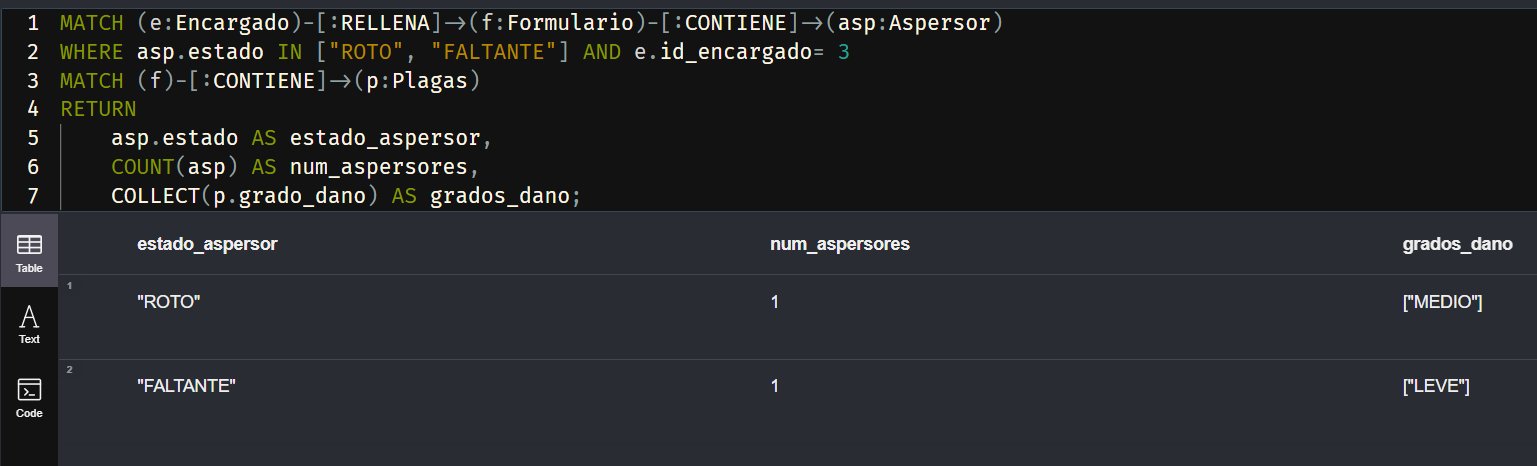 1 MATCH (e:Encargado)-[:RELLENA]->(f:Formulario)-[:CONTIENE]->(asp:Aspersor)
2 WHERE asp.estado IN ["ROTO", "FALTANTE"] AND e.id_encargado= 3
3 MATCH (f)-[:CONTIENE]->(p:Plagas)
4 RETURN
5 asp.estado AS estado_aspersor,
6 COUNT(asp) AS num_aspersores,
7 COLLECT(p.grado_dano) AS grados_dano;
estado_aspersor num_aspersores grados_dano
Table
1
"ROTO" 1 ["MEDIO"]
Text
2
"FALTANTE" 1 ["LEVE"]
Code